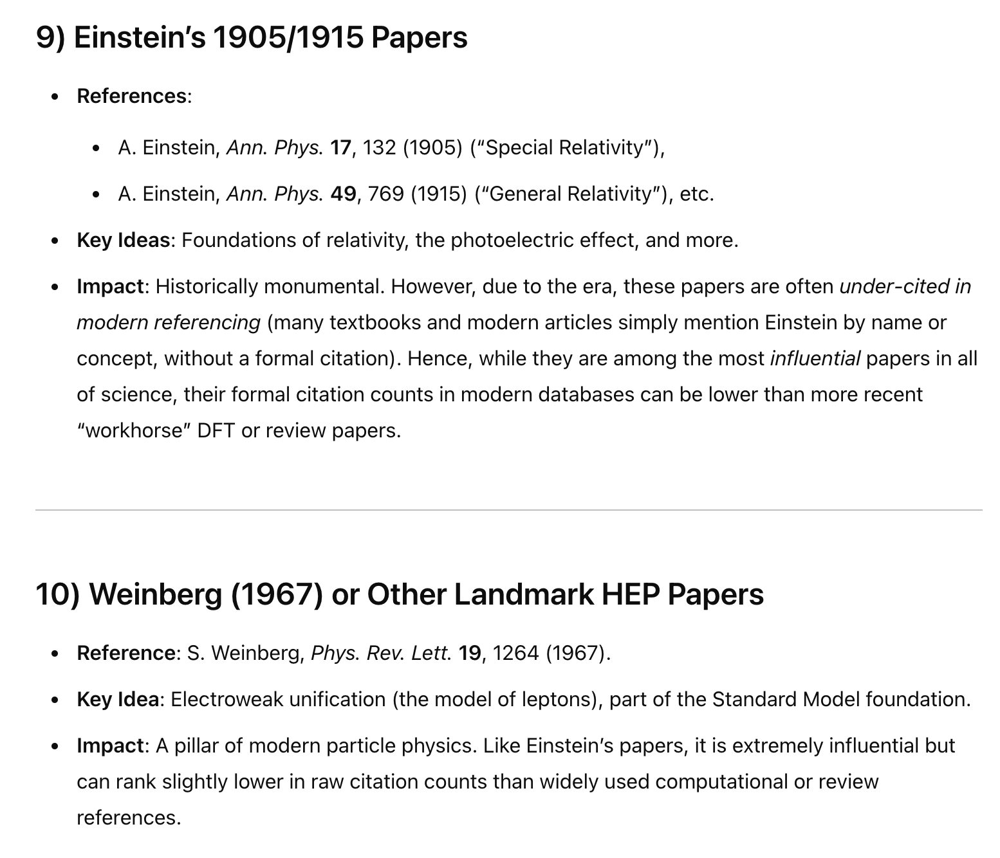 9) Einstein’s 1905/1915 Papers
• References:
• A. Einstein, Ann. Phys. 17, 132 (1905) (“Special Relativity”),
• A. Einstein, Ann. Phys. 49, 769 (1915) (“General Relativity”), etc.
• Key Ideas: Foundations of relativity, the photoelectric effect, and more.
• Impact: Historically monumental. However, due to the era, these papers are often under-cited in
modern referencing (many textbooks and modern articles simply mention Einstein by name or
concept, without a formal citation). Hence, while they are among the most influential papers in all
of science, their formal citation counts in modern databases can be lower than more recent
“workhorse” DFT or review papers.
10) Weinberg (1967) or Other Landmark HEP Papers
• Reference: S. Weinberg, Phys. Rev. Lett. 19, 1264 (1967).
• Key Idea: Electroweak unification (the model of leptons), part of the Standard Model foundation.
• Impact: A pillar of modern particle physics. Like Einstein’s papers, it is extremely influential but
can rank slightly lower in raw citation counts than widely used computational or review
references.